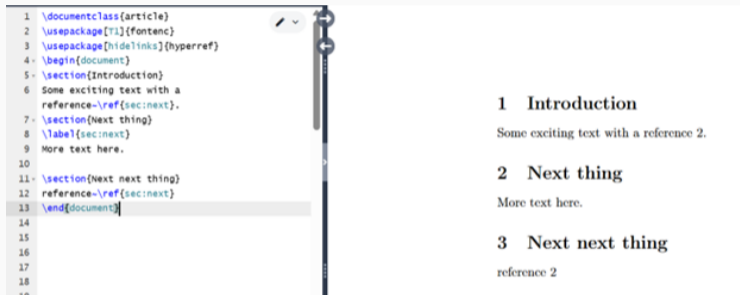 1 \documentclass{article}
2 \usepackage[T1]{fontenc}
3 \usepackage[hidelinks]{hyperref}
4 \begin{document}
5 \section{Introduction}
6 Some exciting text with a
reference~\ref{sec:next}.
7 \section{Next thing}
8 \label{sec:next}
9 More text here.
10
11 \section{Next next thing}
12 reference~\ref{sec:next}
13 \end{document}
14
15
16
17
18
1 Introduction
Some exciting text with a reference 2.
2 Next thing
More text here.
3 Next next thing
reference 2